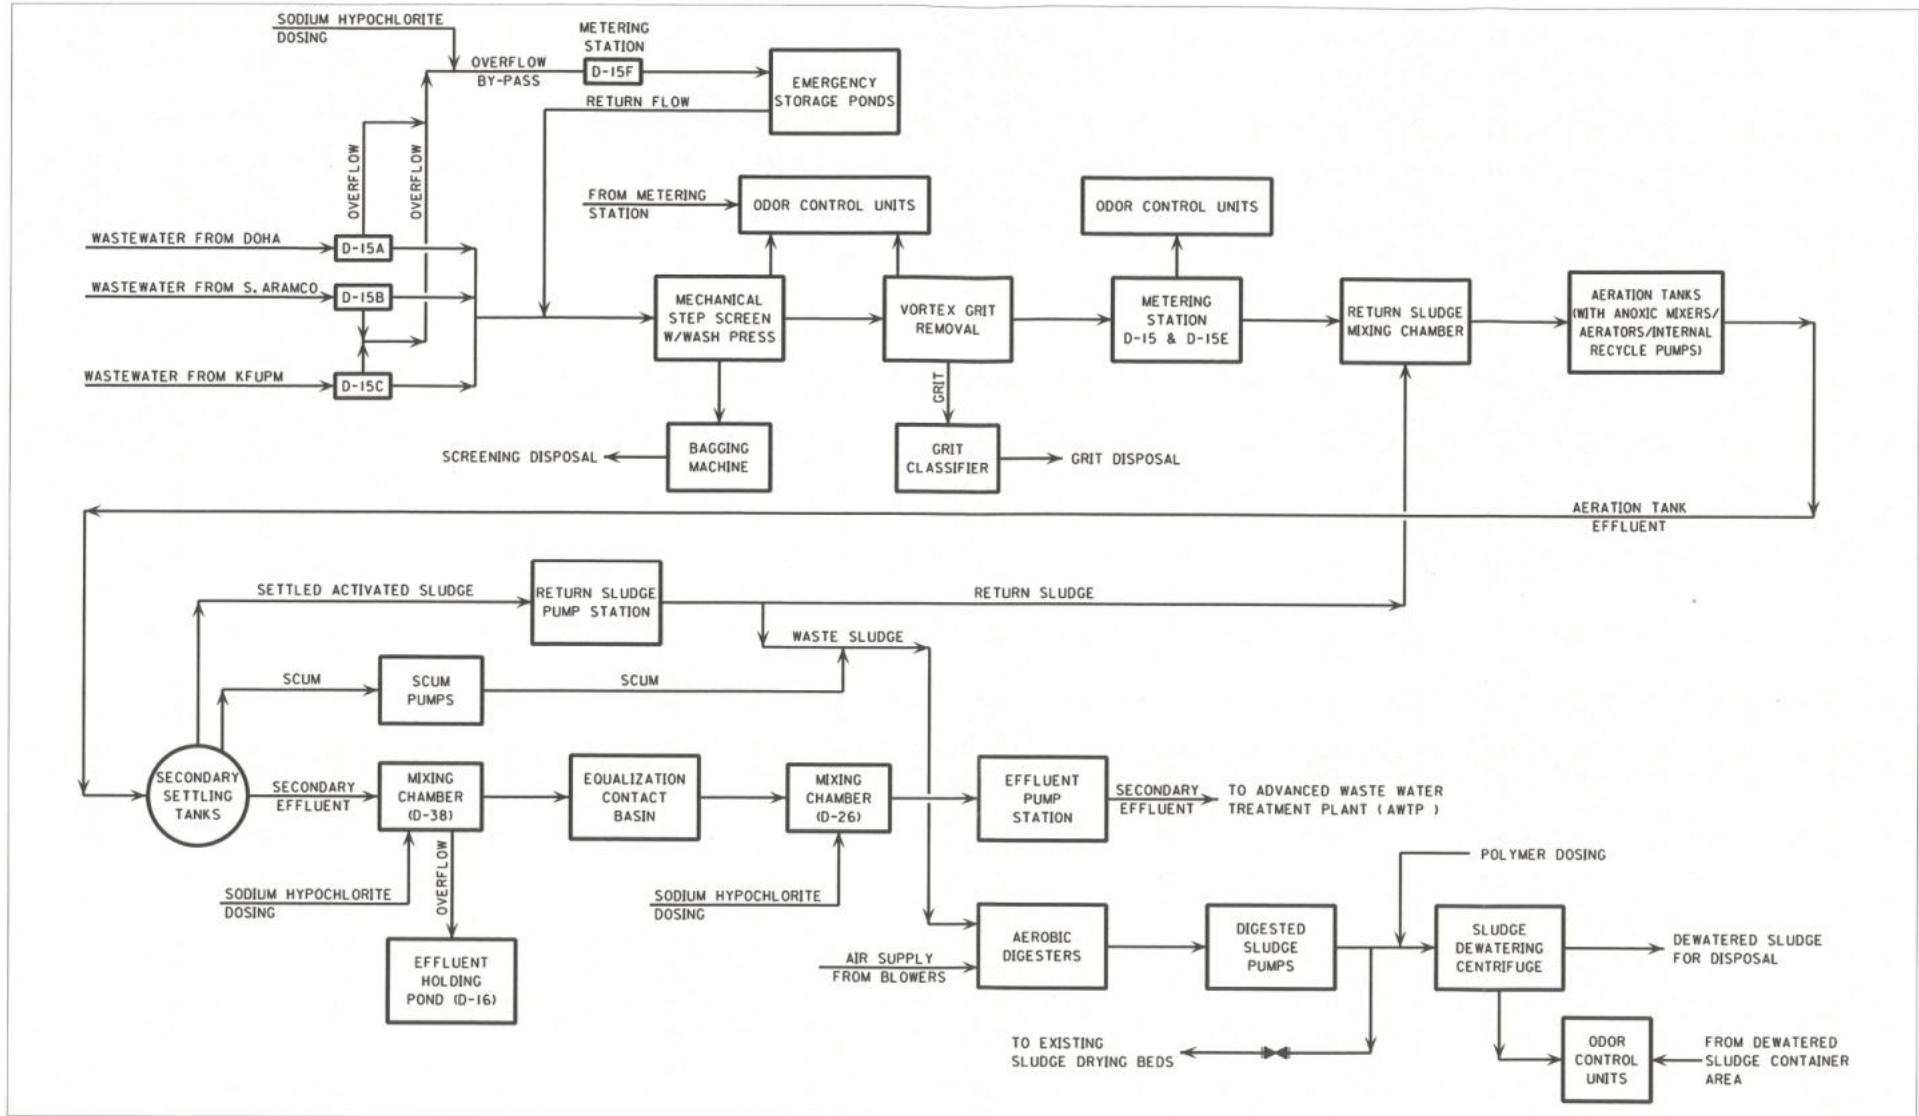 SODIUM HYPOCHLORITE
DOSING
METERING
STATION
OVERFLOW
BY-PASS
D-15F
EMERGENCY
STORAGE PONDS
RETURN FLOW
OVERFLOW
OVERFLOW
FROM METERING
STATION
ODOR CONTROL UNITS
ODOR CONTROL UNITS
WASTEWATER FROM DOHA
D-15A
WASTEWATER FROM S. ARAMCO
D-15B
WASTEWATER FROM KFUPM
D-15C
MECHANICAL
STEP SCREEN
W/WASH PRESS
VORTEX GRIT
REMOVAL
METERING
STATION
D-15 & D-15E
RETURN SLUDGE
MIXING CHAMBER
AERATION TANKS
(WITH ANOXIC MIXERS/
AERATORS/INTERNAL
RECYCLE PUMPS)
GRIT
SCREENING DISPOSAL
BAGGING
MACHINE
GRIT
CLASSIFIER
GRIT DISPOSAL
AERATION TANK
EFFLUENT
SETTLED ACTIVATED SLUDGE
RETURN SLUDGE
PUMP STATION
RETURN SLUDGE
WASTE SLUDGE
SCUM
SCUM
PUMPS
SCUM
SECONDARY
SETTLING
TANKS
SECONDARY
EFFLUENT
MIXING
CHAMBER
(D-38)
EQUALIZATION
CONTACT
BASIN
MIXING
CHAMBER
(D-26)
EFFLUENT
PUMP
STATION
SECONDARY
EFFLUENT
TO ADVANCED WASTE WATER
TREATMENT PLANT (AWTP )
SODIUM HYPOCHLORITE
DOSING
OVERFLOW
SODIUM HYPOCHLORITE
DOSING
POLYMER DOSING
EFFLUENT
HOLDING
POND (D-16)
AIR SUPPLY
FROM BLOWERS
AEROBIC
DIGESTERS
DIGESTED
SLUDGE
PUMPS
SLUDGE
DEWATERING
CENTRIFUGE
DEWATERED SLUDGE
FOR DISPOSAL
TO EXISTING
SLUDGE DRYING BEDS
ODOR
CONTROL
UNITS
FROM DEWATERED
SLUDGE CONTAINER
AREA